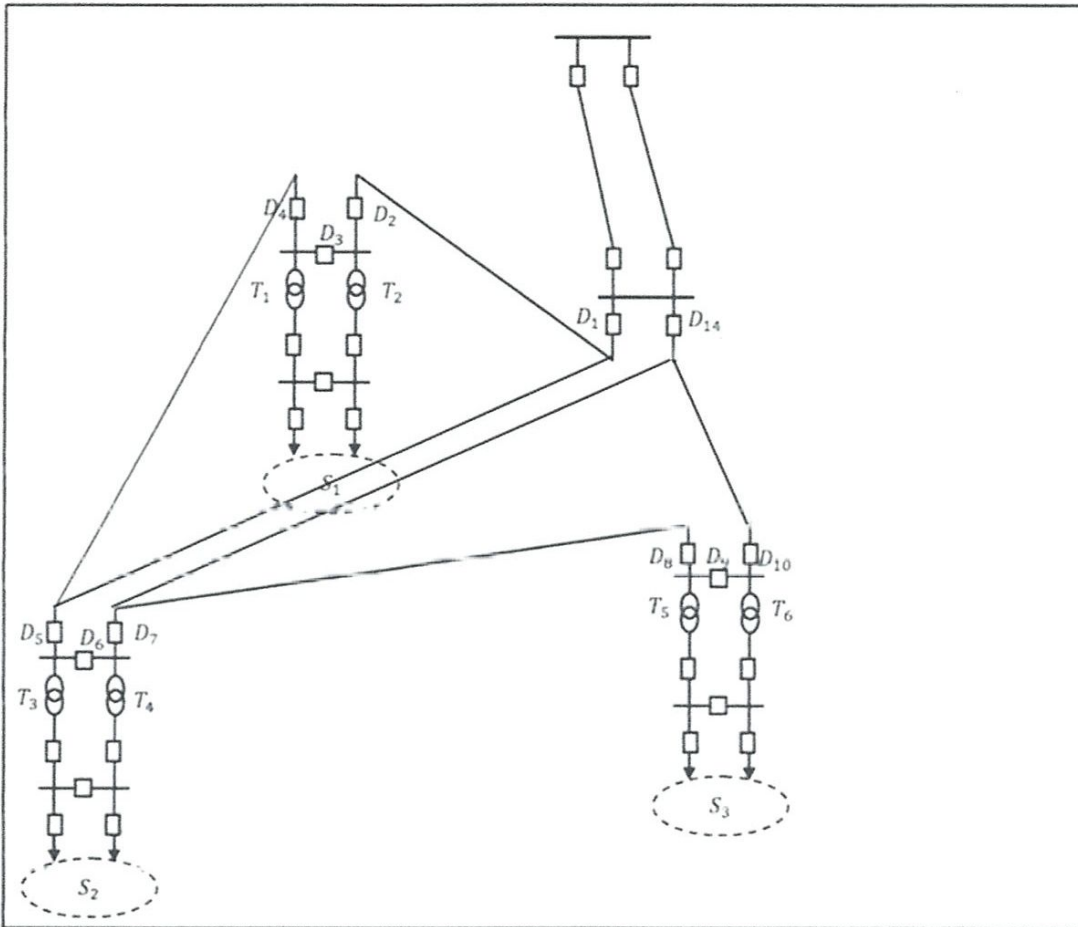 D₄
D₂
D₃
T₁
T₂
D₁
D₁₄
S₁
D₈
D₉
D₁₀
T₅
T₆
D₅
D₆
D₇
T₃
T₄
S₃
S₂